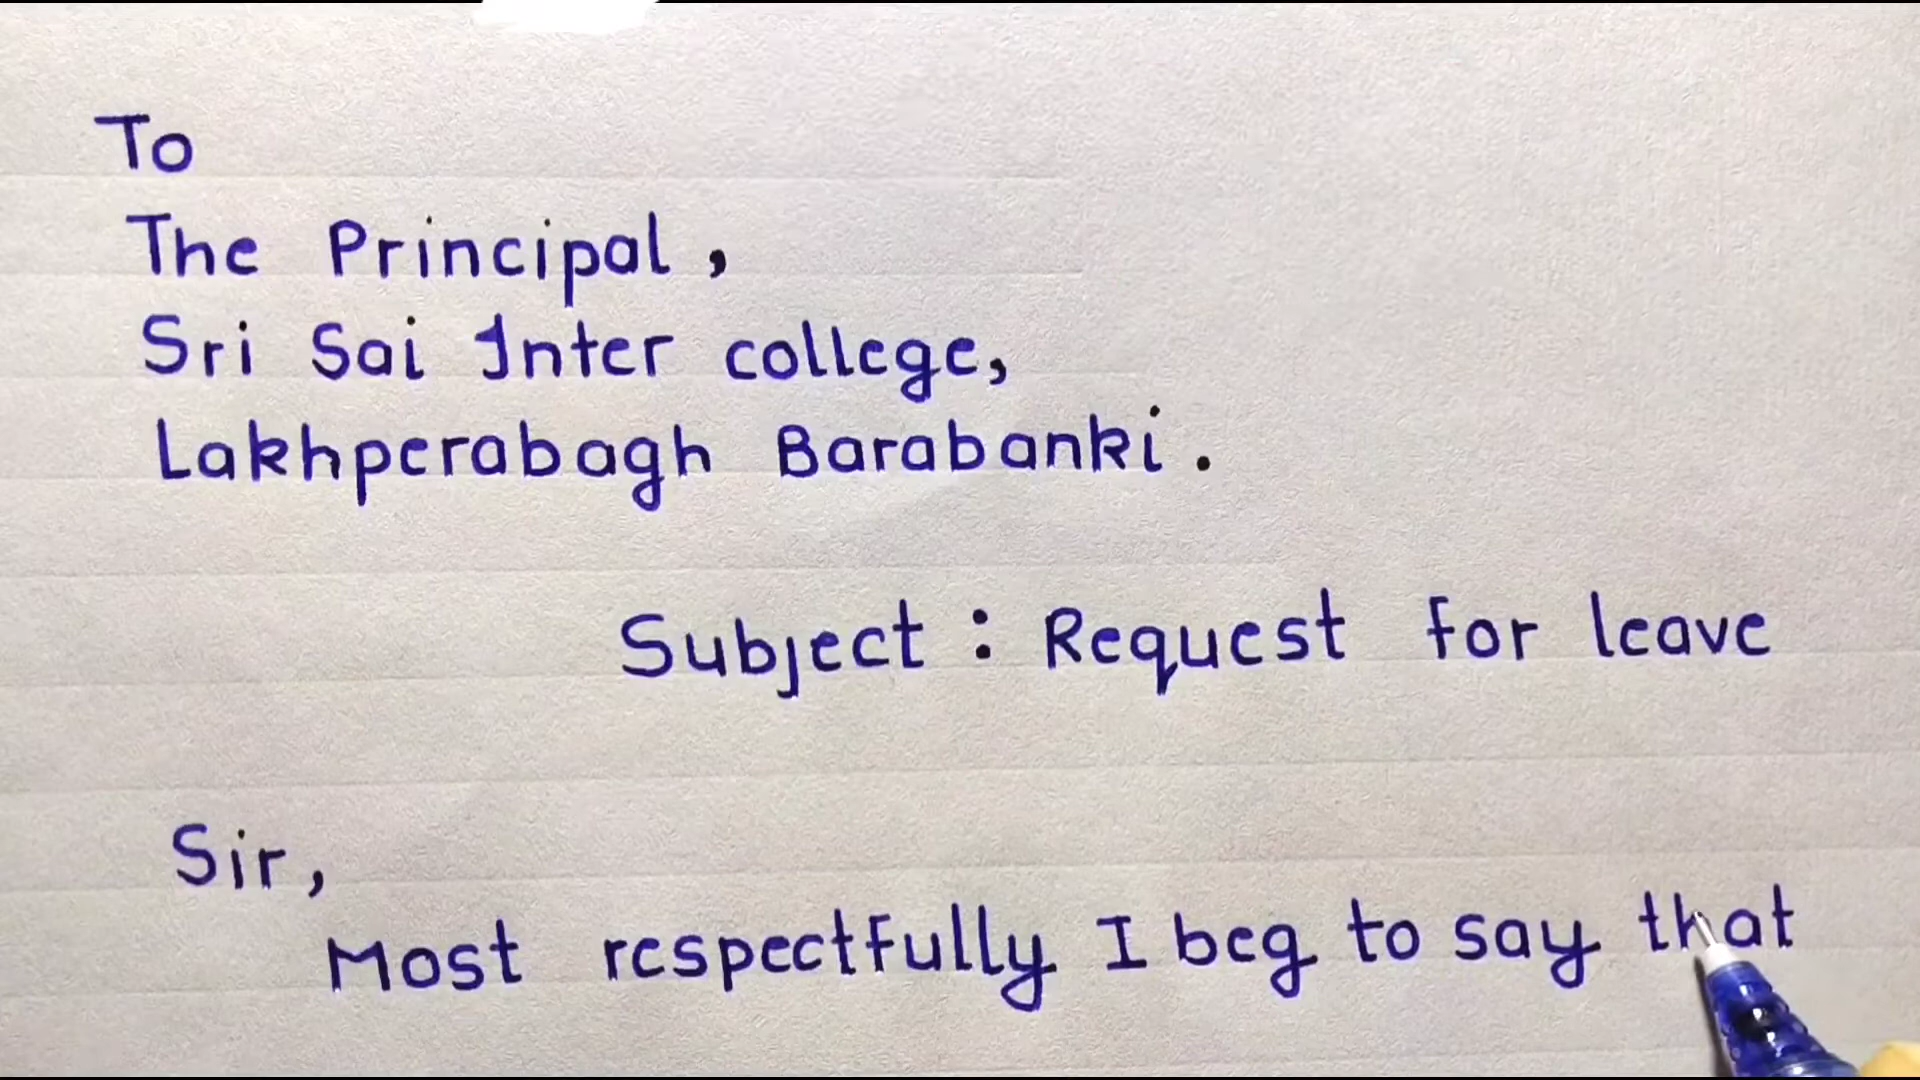 To
The Principal,
Sri Sai Inter college,
Lakhperabagh Barabanki.
Subject : Request for leave
Sir,
Most respectfully I beg to say that